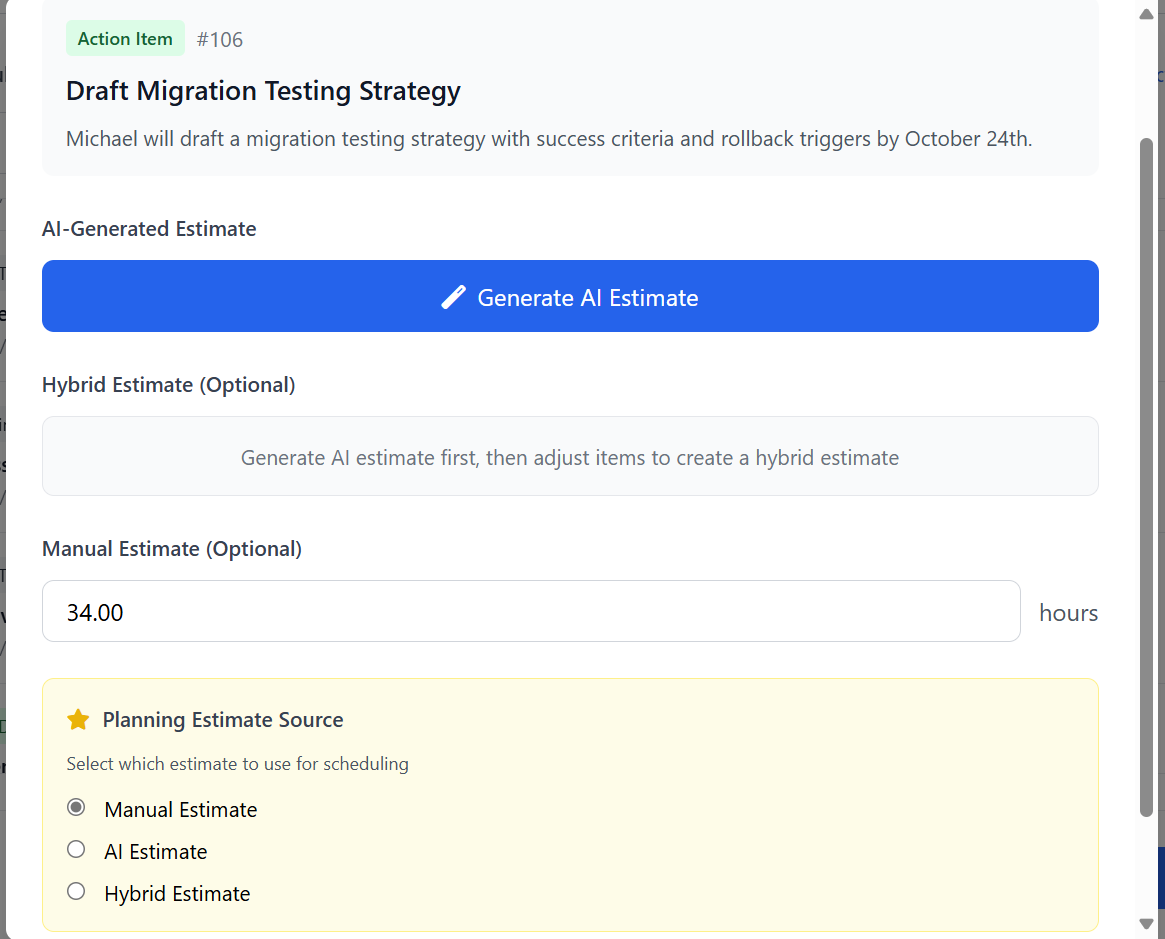 Action Item #106
Draft Migration Testing Strategy
Michael will draft a migration testing strategy with success criteria and rollback triggers by October 24th.
AI-Generated Estimate
Generate AI Estimate
Hybrid Estimate (Optional)
Generate AI estimate first, then adjust items to create a hybrid estimate
Manual Estimate (Optional)
34.00 hours
Planning Estimate Source
Select which estimate to use for scheduling
Manual Estimate
AI Estimate
Hybrid Estimate